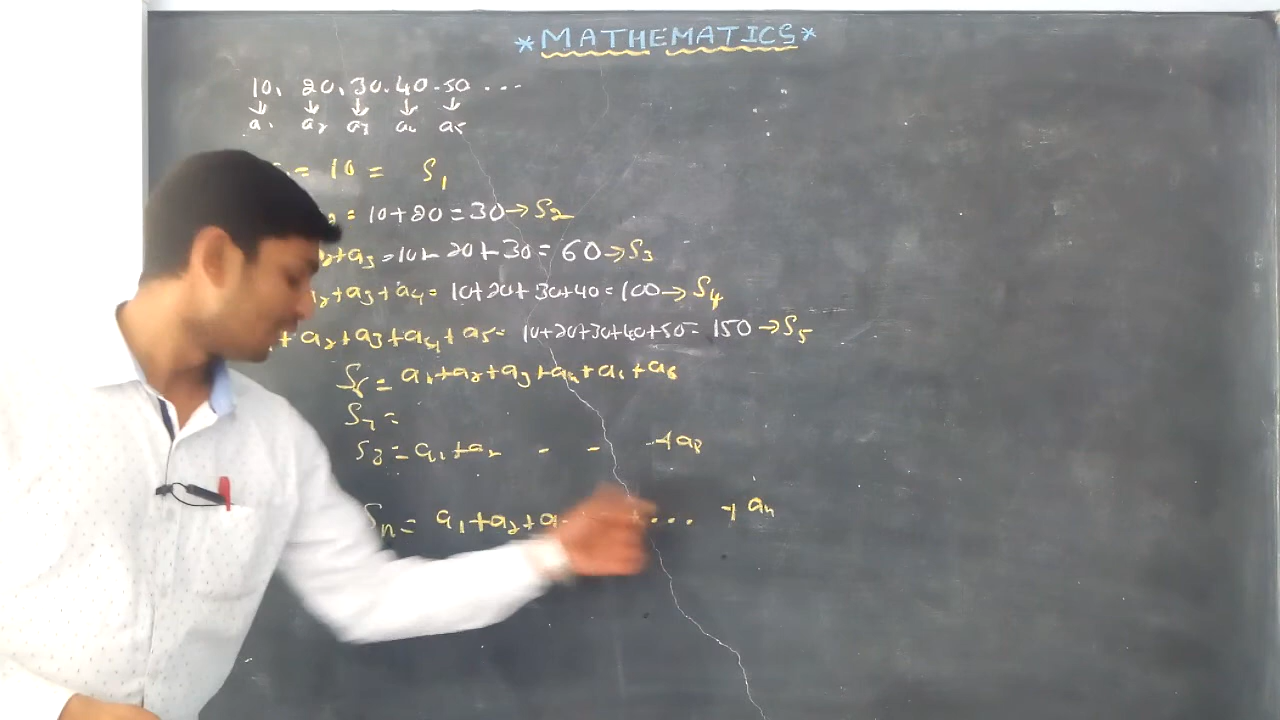 *MATHEMATICS*
10, 20, 30, 40, 50 ...
↓ ↓ ↓ ↓ ↓
a₁ a₂ a₃ a₄ a₅
= 10 = S₁
= 10+20 = 30 → S₂
+a₃ = 10+20+30 = 60 → S₃
a₂+a₃+a₄ = 10+20+30+40 = 100 → S₄
+a₂+a₃+a₄+a₅ = 10+20+30+40+50 = 150 → S₅
S₆ = a₁+a₂+a₃+a₄+a₅+a₆
S₇ =
S₈ = a₁+a₂ - - +a₈
Sₙ = a₁+a₂+a + ... +aₙ